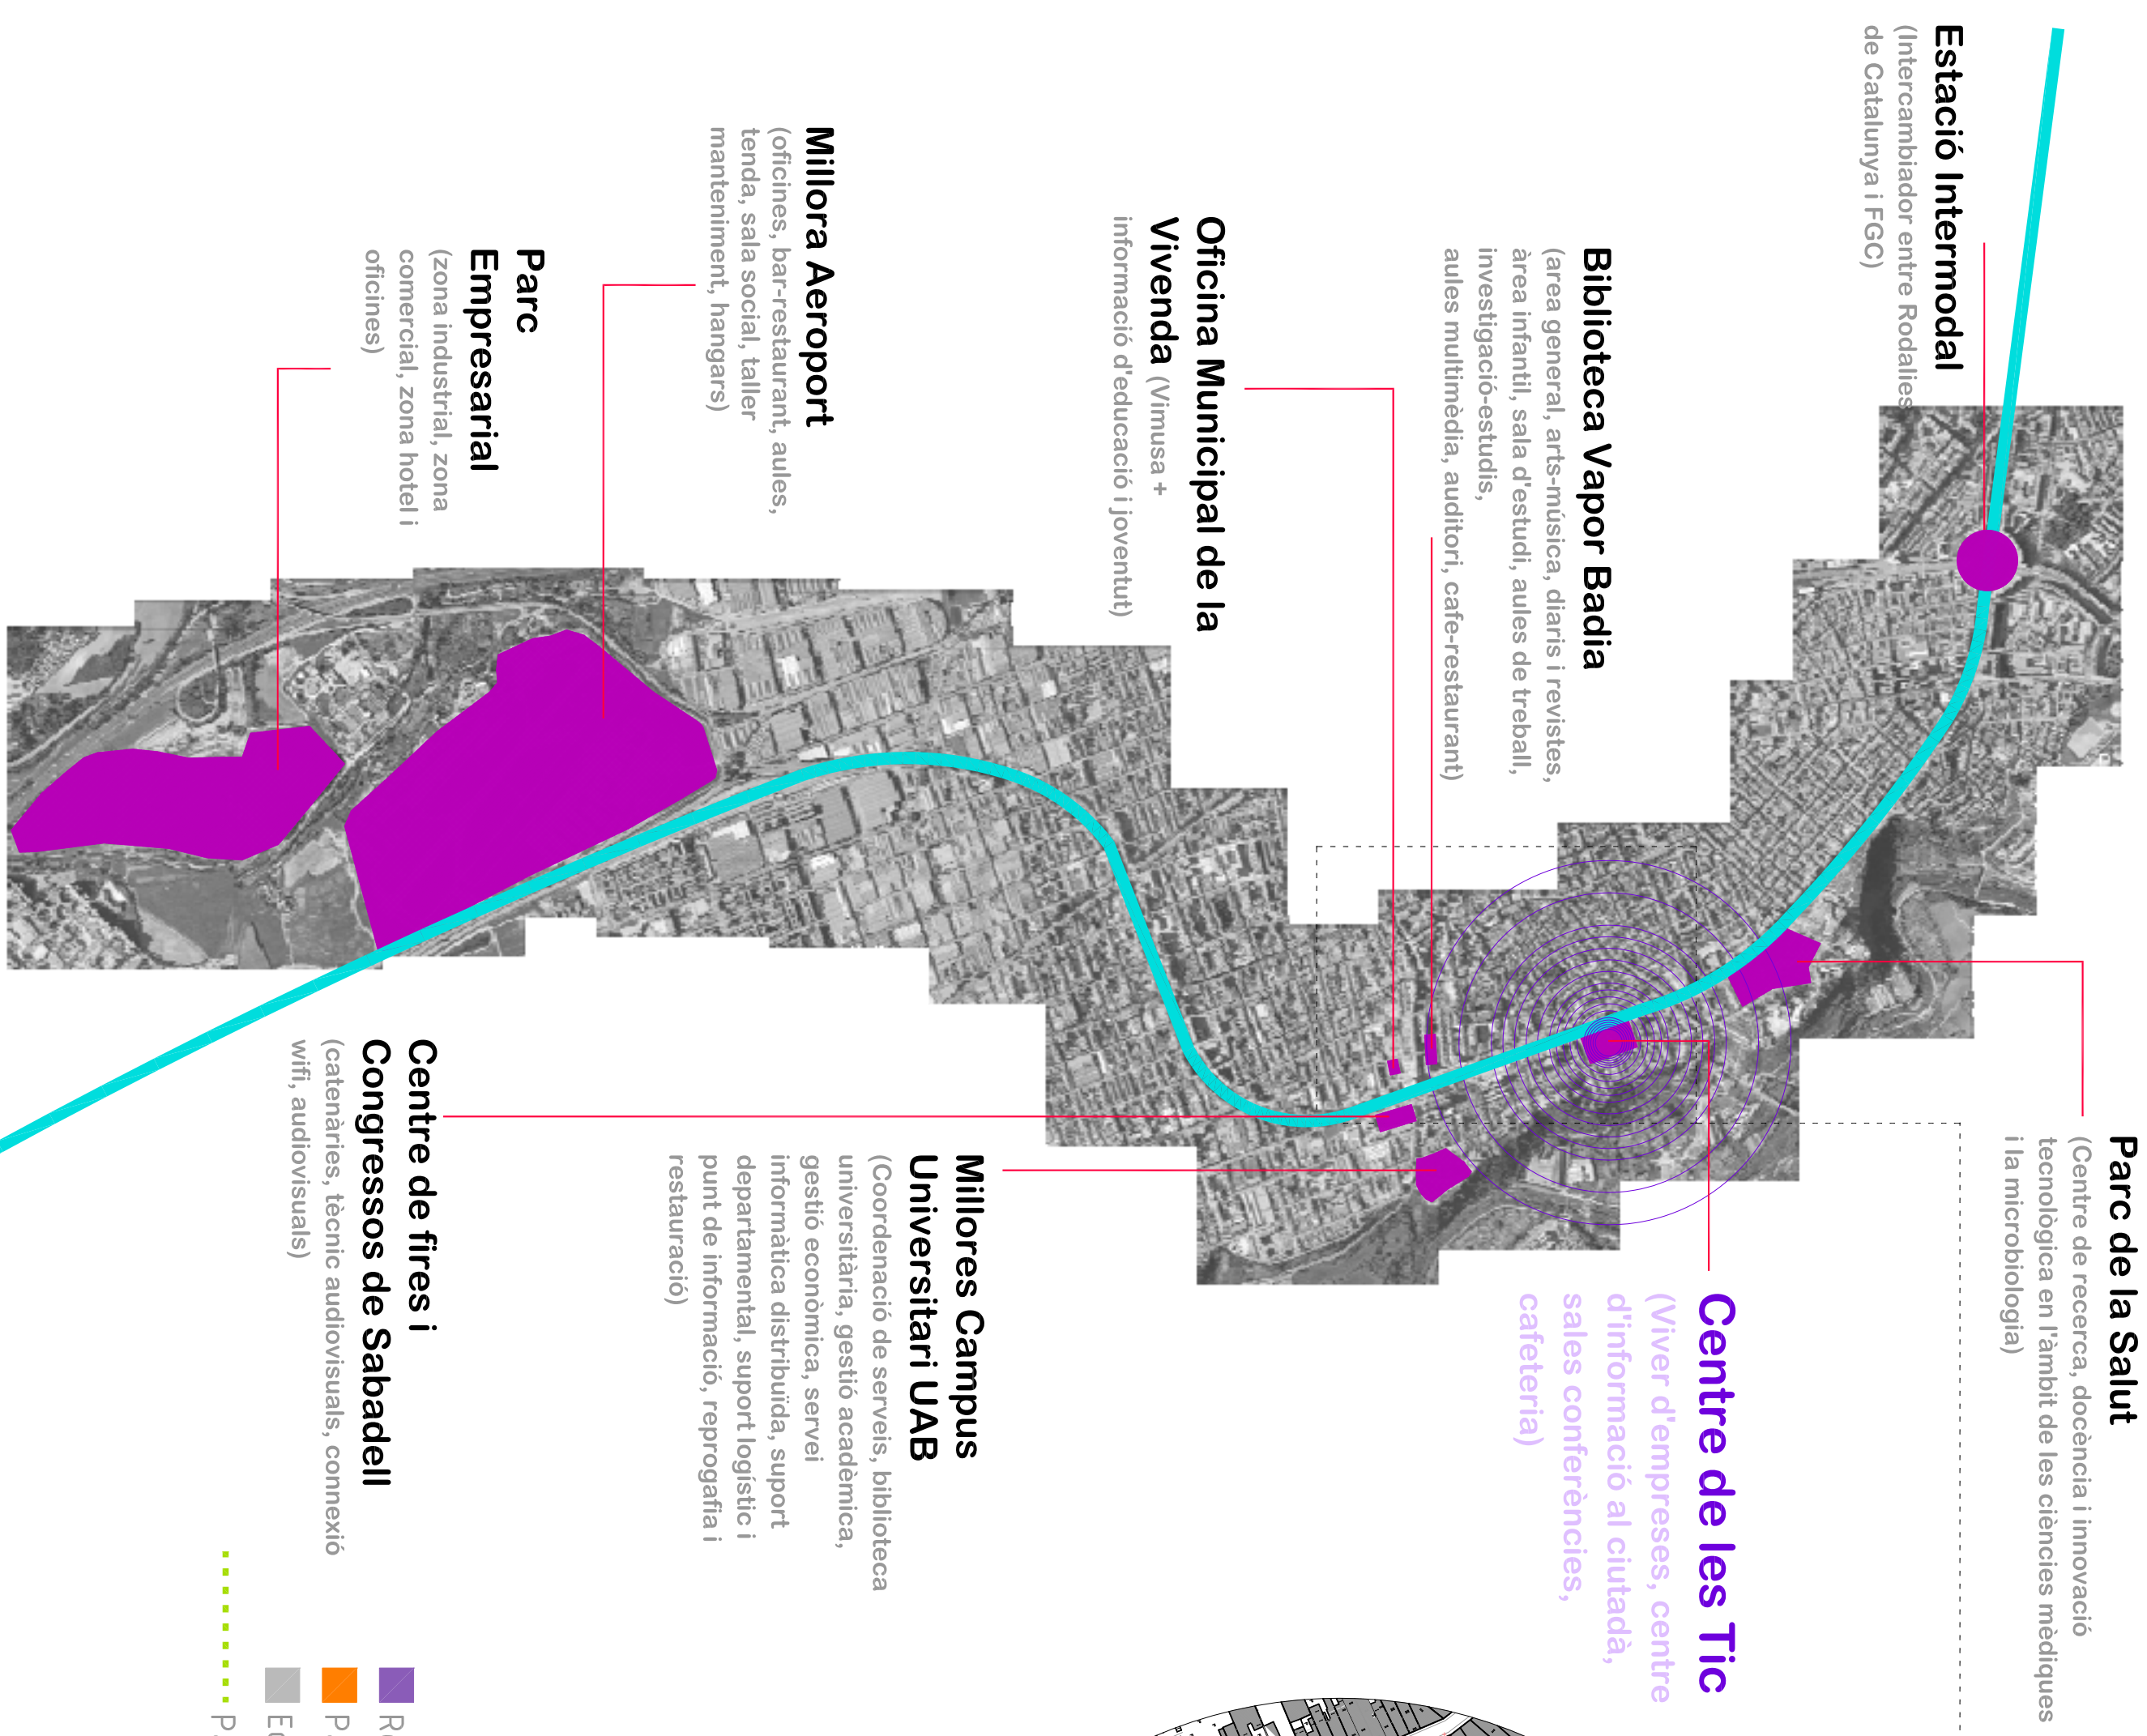 Estació Intermodal
(Intercambiador entre Rodalies
de Catalunya i FGC)
Biblioteca Vapor Badia
(area general, arts-música, diaris i revistes,
àrea infantil, sala d'estudi, aules de treball,
investigació-estudis,
aules multimèdia, auditori, cafe-restaurant)
Oficina Municipal de la
Vivenda (Vimusa +
informació d'educació i joventut)
Millora Aeroport
(oficines, bar-restaurant, aules,
tenda, sala social, taller
manteniment, hangars)
Parc
Empresarial
(zona industrial, zona
comercial, zona hotel i
oficines)
Parc de la Salut
(Centre de recerca, docència i innovació
tecnològica en l'àmbit de les ciències mèdiques
i la microbiologia)
Centre de les Tic
(Viver d'empreses, centre
d'informació al ciutadà,
sales conferències,
cafeteria)
Millores Campus
Universitari UAB
(Coordenació de serveis, biblioteca
universitària, gestió acadèmica,
gestió econòmica, servei
informàtica distribuïda, suport
departamental, suport logístic i
punt de informació, reprografia i
restauració)
Centre de fires i
Congressos de Sabadell
(catenàries, tècnic audiovisuals, connexió
wifi, audiovisuals)